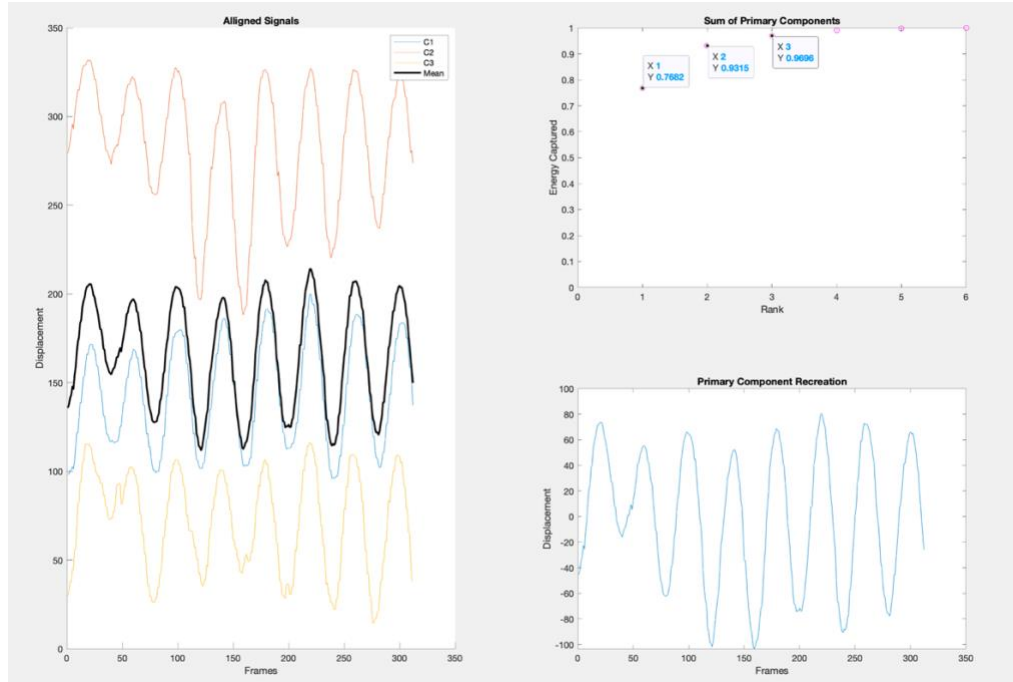 Alligned Signals
350
300
250
200
150
100
50
0
Displacement
0 50 100 150 200 250 300 350
Frames
C1
C2
C3
Mean
Sum of Primary Components
1
0.9
0.8
0.7
0.6
0.5
0.4
0.3
0.2
0.1
0
Energy Captured
X 1
Y 0.7682
X 2
Y 0.9315
X 3
Y 0.9696
0 1 2 3 4 5 6
Rank
Primary Component Recreation
100
80
60
40
20
0
-20
-40
-60
-80
-100
Displacement
0 50 100 150 200 250 300 350
Frames